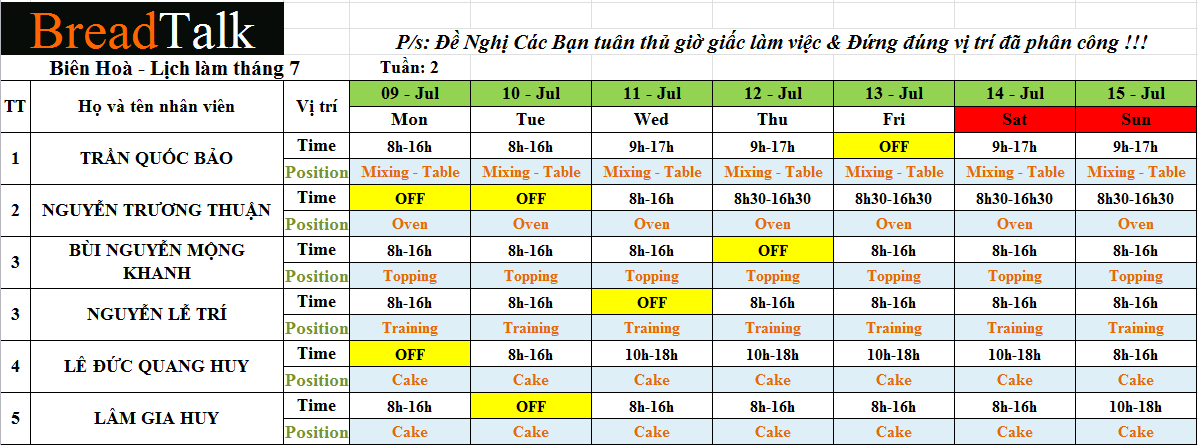 BreadTalk
P/s: Đề Nghị Các Bạn tuân thủ giờ giấc làm việc & Đứng đúng vị trí đã phân công !!!
Biên Hoà - Lịch làm tháng 7 Tuần: 2
TT Họ và tên nhân viên Vị trí 09 - Jul 10 - Jul 11 - Jul 12 - Jul 13 - Jul 14 - Jul 15 - Jul
Mon Tue Wed Thu Fri Sat Sun
1 TRẦN QUỐC BẢO Time 8h-16h 8h-16h 9h-17h 9h-17h OFF 9h-17h 9h-17h
Position Mixing - Table Mixing - Table Mixing - Table Mixing - Table Mixing - Table Mixing - Table Mixing - Table
2 NGUYỄN TRƯƠNG THUẬN Time OFF OFF 8h-16h 8h30-16h30 8h30-16h30 8h30-16h30 8h30-16h30
Position Oven Oven Oven Oven Oven Oven Oven
3 BÙI NGUYỄN MỘNG KHANH Time 8h-16h 8h-16h 8h-16h OFF 8h-16h 8h-16h 8h-16h
Position Topping Topping Topping Topping Topping Topping Topping
3 NGUYỄN LỄ TRÍ Time 8h-16h 8h-16h OFF 8h-16h 8h-16h 8h-16h 8h-16h
Position Training Training Training Training Training Training Training
4 LÊ ĐỨC QUANG HUY Time OFF 8h-16h 10h-18h 10h-18h 10h-18h 10h-18h 8h-16h
Position Cake Cake Cake Cake Cake Cake Cake
5 LÂM GIA HUY Time 8h-16h OFF 8h-16h 8h-16h 8h-16h 8h-16h 10h-18h
Position Cake Cake Cake Cake Cake Cake Cake